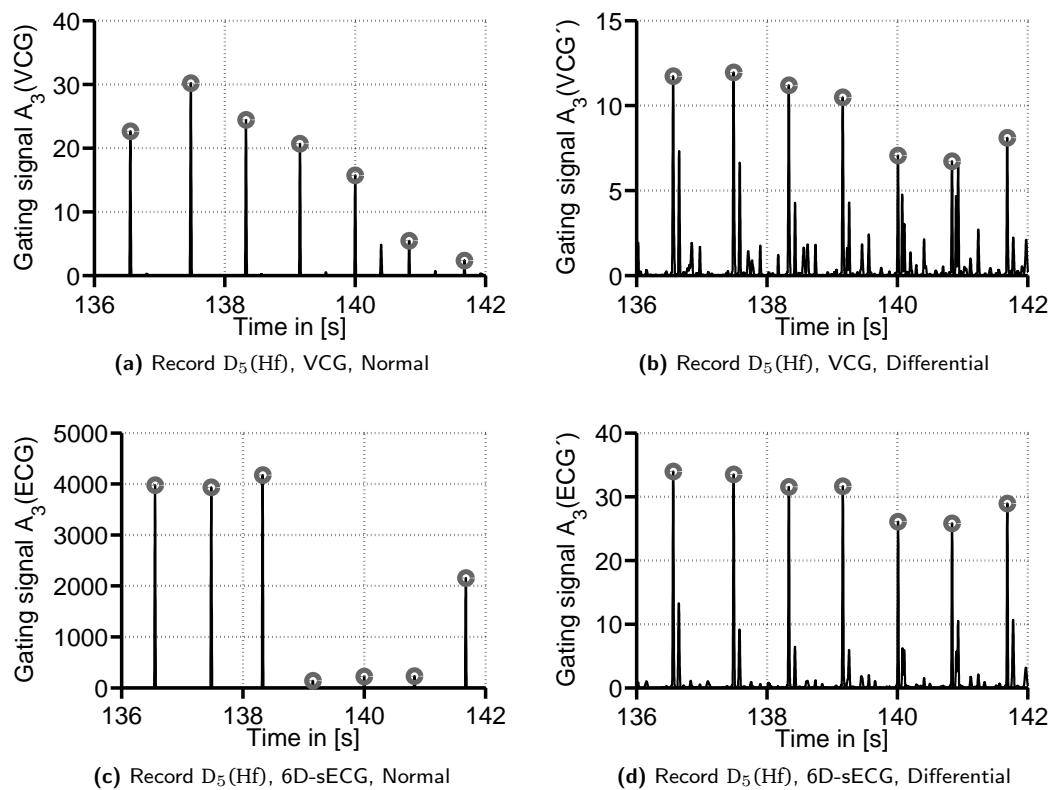 Gating signal A3(VCG)
40
30
20
10
0
136 138 140 142
Time in [s]
(a) Record D5(Hf), VCG, Normal
Gating signal A3(VCG´)
15
10
5
0
136 138 140 142
Time in [s]
(b) Record D5(Hf), VCG, Differential
Gating signal A3(ECG)
5000
4000
3000
2000
1000
0
136 138 140 142
Time in [s]
(c) Record D5(Hf), 6D-sECG, Normal
Gating signal A3(ECG´)
40
30
20
10
0
136 138 140 142
Time in [s]
(d) Record D5(Hf), 6D-sECG, Differential